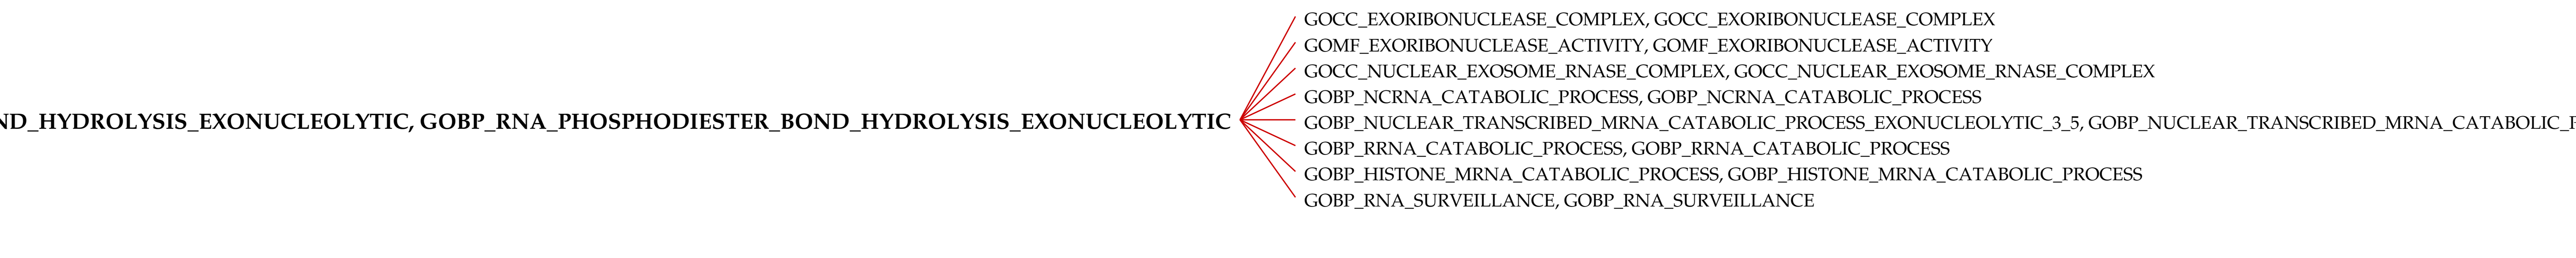 GOCC_EXORIBONUCLEASE_COMPLEX, GOCC_EXORIBONUCLEASE_COMPLEX
GOMF_EXORIBONUCLEASE_ACTIVITY, GOMF_EXORIBONUCLEASE_ACTIVITY
GOCC_NUCLEAR_EXOSOME_RNASE_COMPLEX, GOCC_NUCLEAR_EXOSOME_RNASE_COMPLEX
GOBP_NCRNA_CATABOLIC_PROCESS, GOBP_NCRNA_CATABOLIC_PROCESS
ND_HYDROLYSIS_EXONUCLEOLYTIC, GOBP_RNA_PHOSPHODIESTER_BOND_HYDROLYSIS_EXONUCLEOLYTIC
GOBP_NUCLEAR_TRANSCRIBED_MRNA_CATABOLIC_PROCESS_EXONUCLEOLYTIC_3_5, GOBP_NUCLEAR_TRANSCRIBED_MRNA_CATABOLIC_P
GOBP_RRNA_CATABOLIC_PROCESS, GOBP_RRNA_CATABOLIC_PROCESS
GOBP_HISTONE_MRNA_CATABOLIC_PROCESS, GOBP_HISTONE_MRNA_CATABOLIC_PROCESS
GOBP_RNA_SURVEILLANCE, GOBP_RNA_SURVEILLANCE